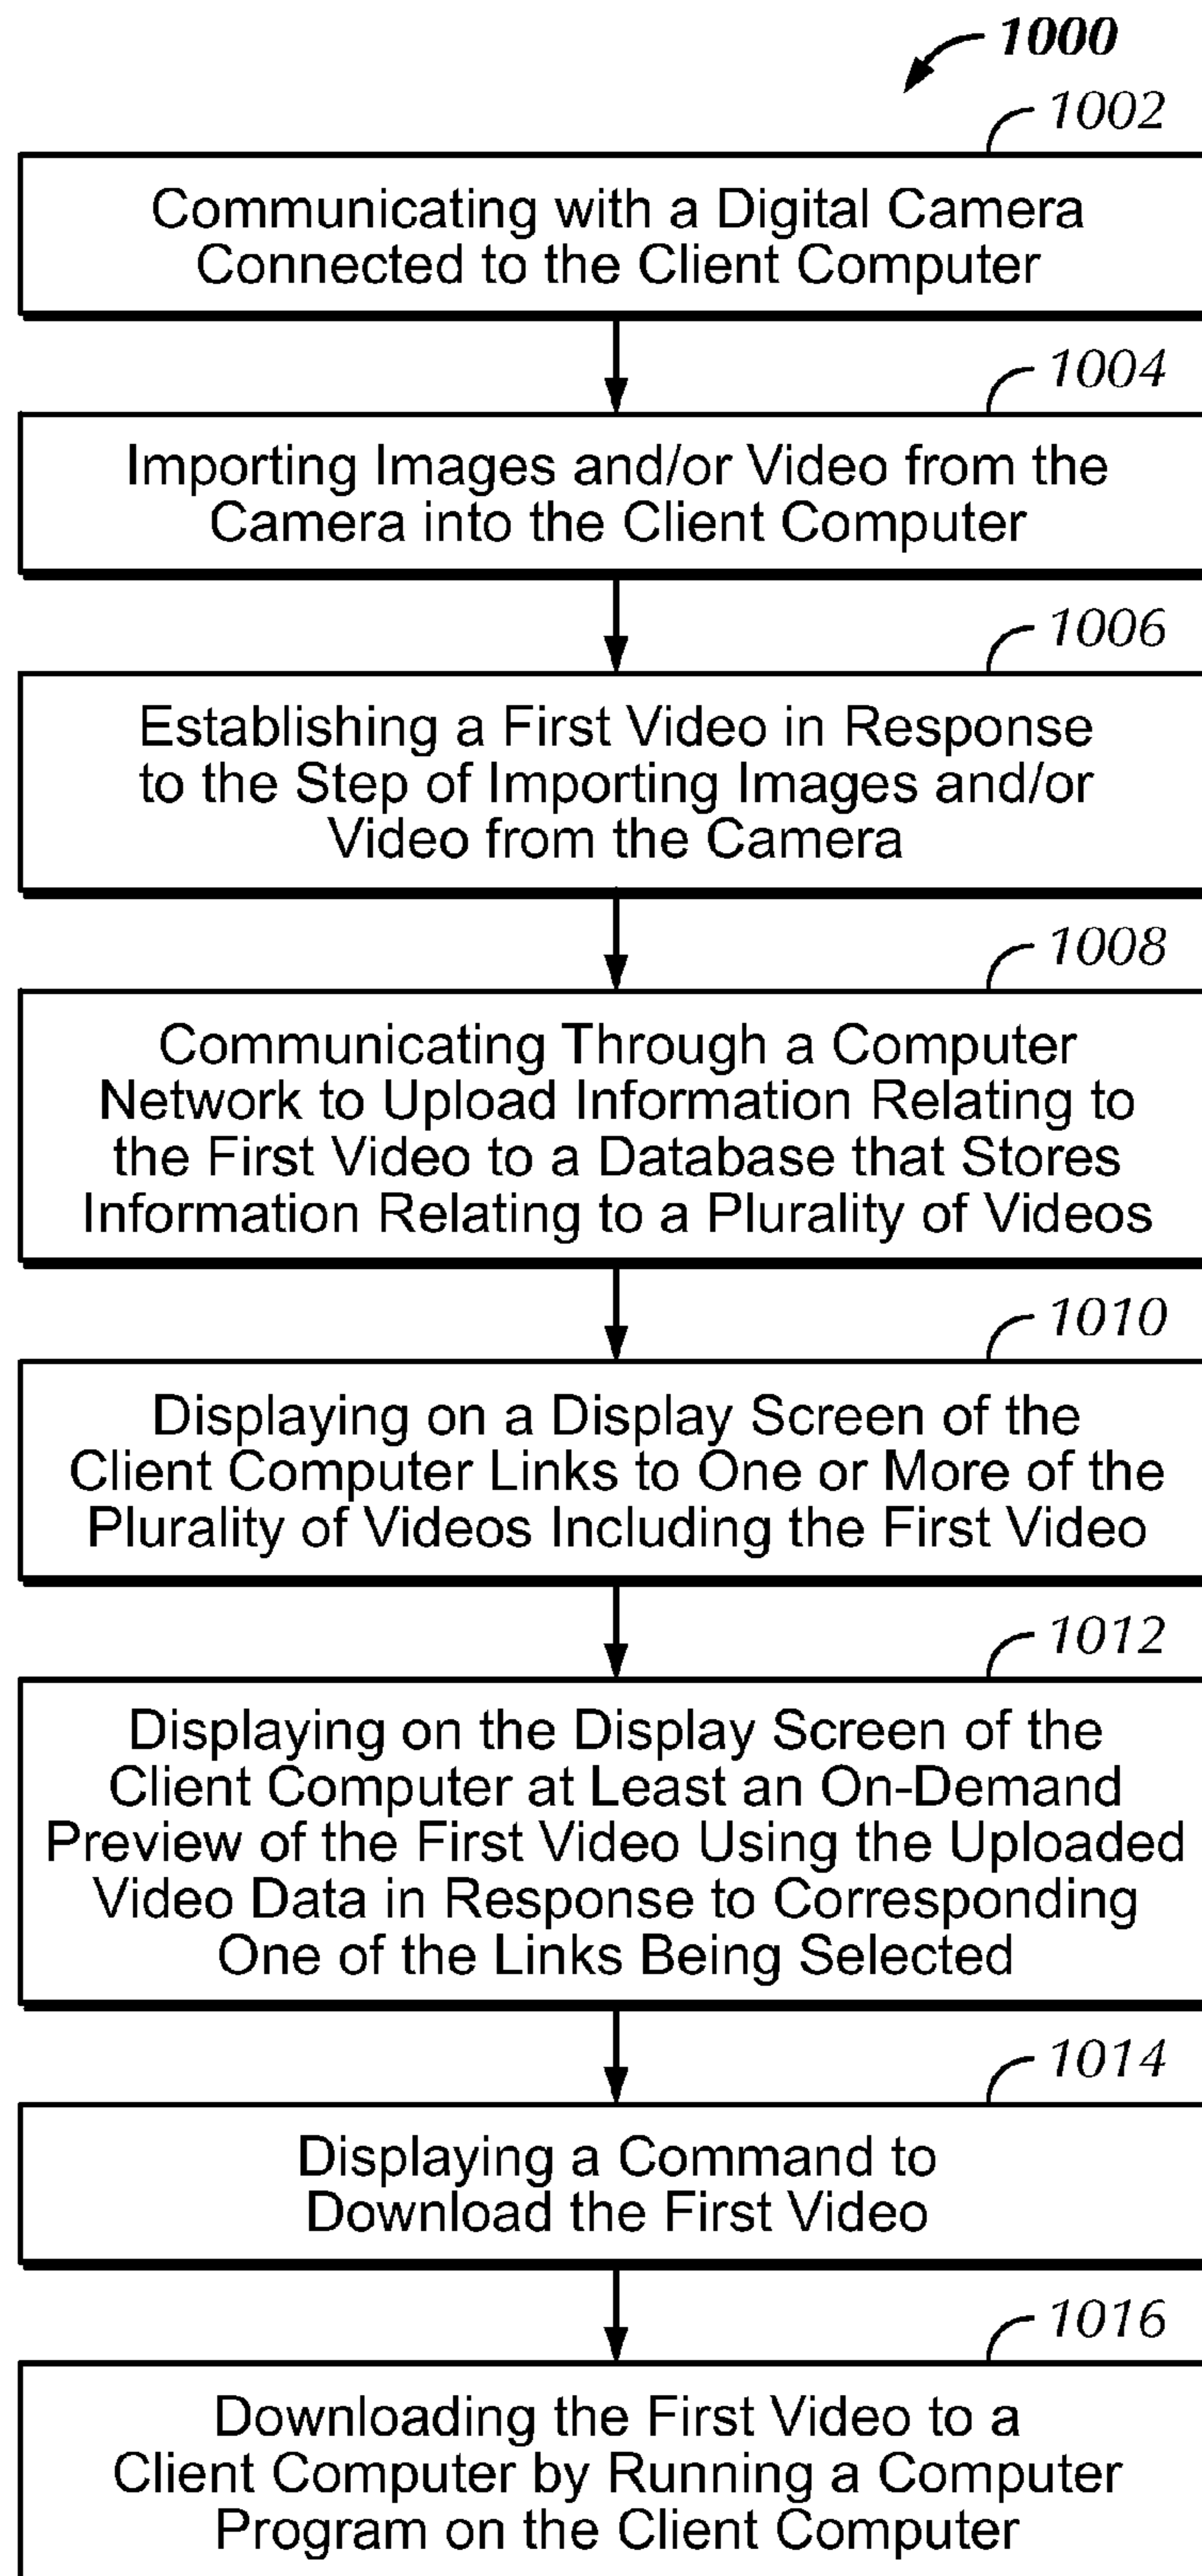 1000
1002
Communicating with a Digital Camera
Connected to the Client Computer
1004
Importing Images and/or Video from the
Camera into the Client Computer
1006
Establishing a First Video in Response
to the Step of Importing Images and/or
Video from the Camera
1008
Communicating Through a Computer
Network to Upload Information Relating to
the First Video to a Database that Stores
Information Relating to a Plurality of Videos
1010
Displaying on a Display Screen of the
Client Computer Links to One or More of the
Plurality of Videos Including the First Video
1012
Displaying on the Display Screen of the
Client Computer at Least an On-Demand
Preview of the First Video Using the Uploaded
Video Data in Response to Corresponding
One of the Links Being Selected
1014
Displaying a Command to
Download the First Video
1016
Downloading the First Video to a
Client Computer by Running a Computer
Program on the Client Computer